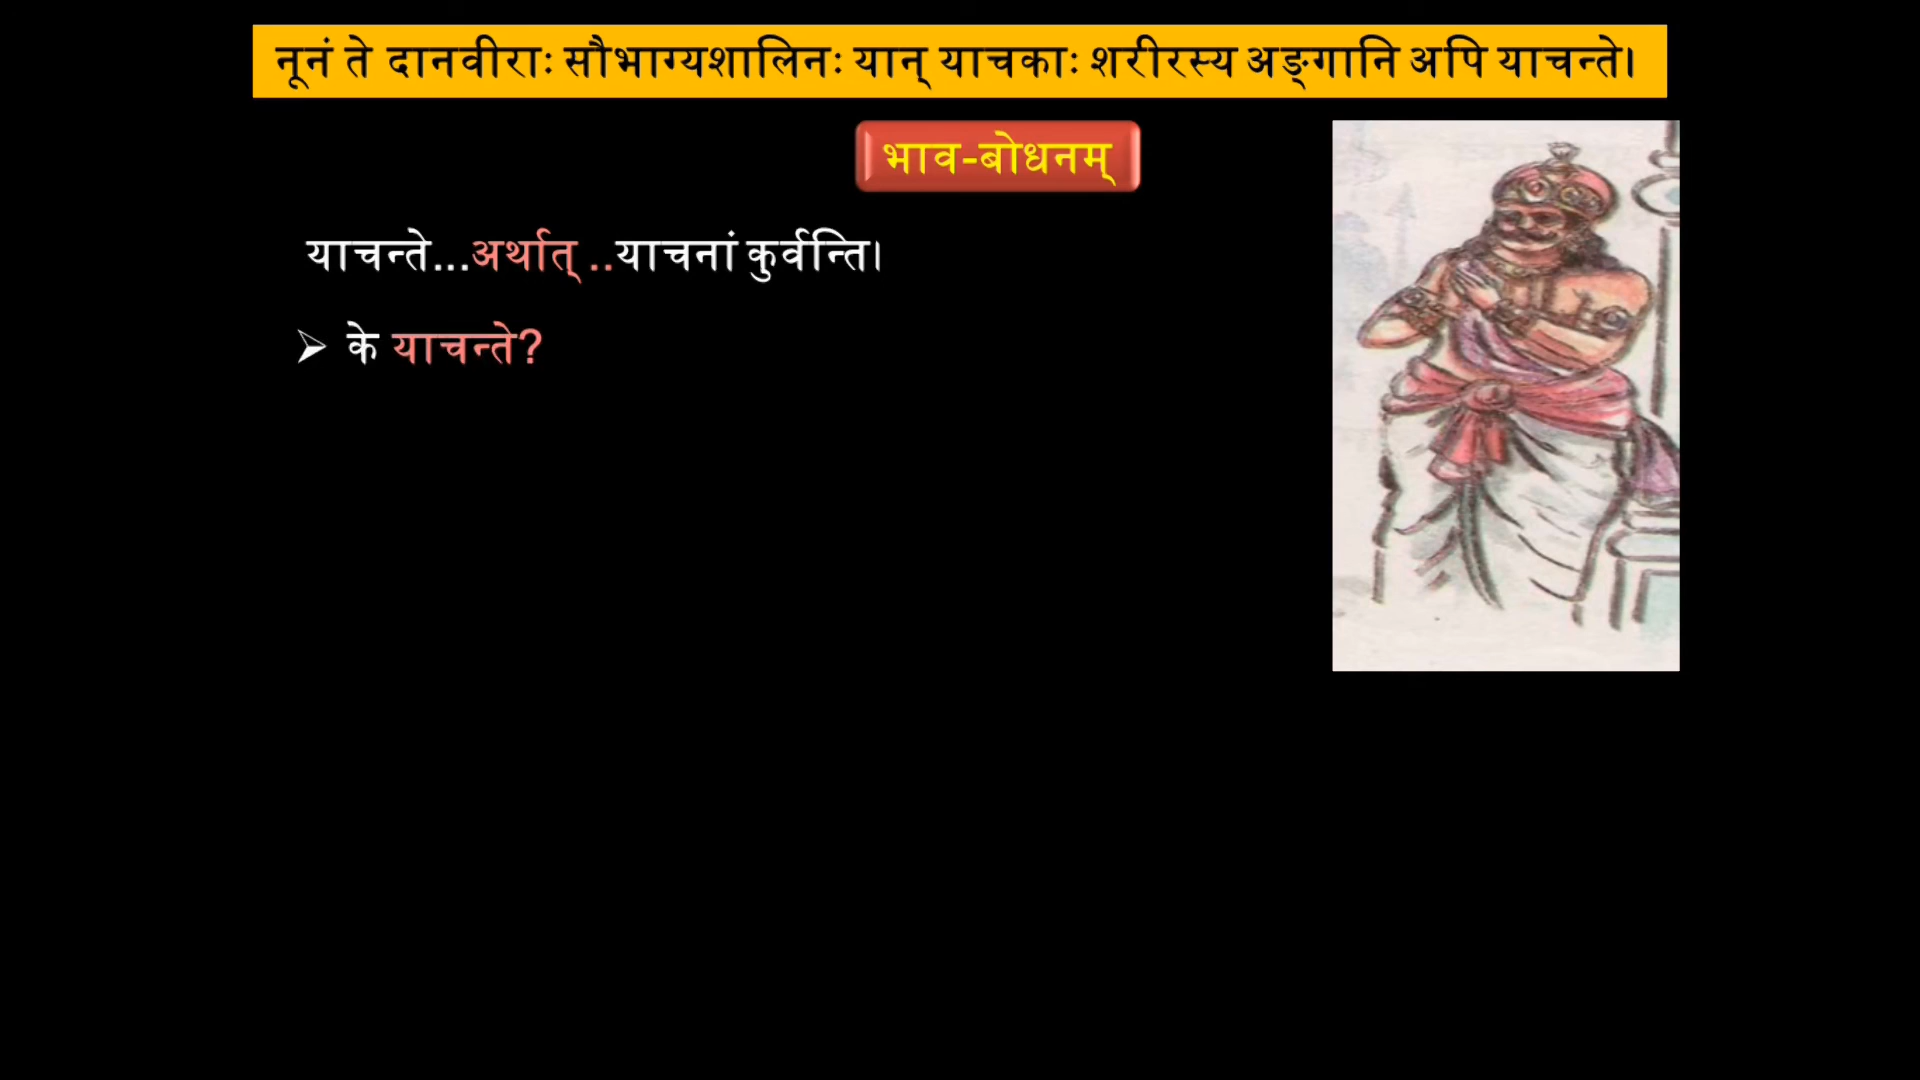 नूनं ते दानवीराः सौभाग्यशालिनः यान् याचकाः शरीरस्य अङ्गानि अपि याचन्ते।
भाव-बोधनम्
याचन्ते...अर्थात् ..याचनां कुर्वन्ति।
➢ के याचन्ते?